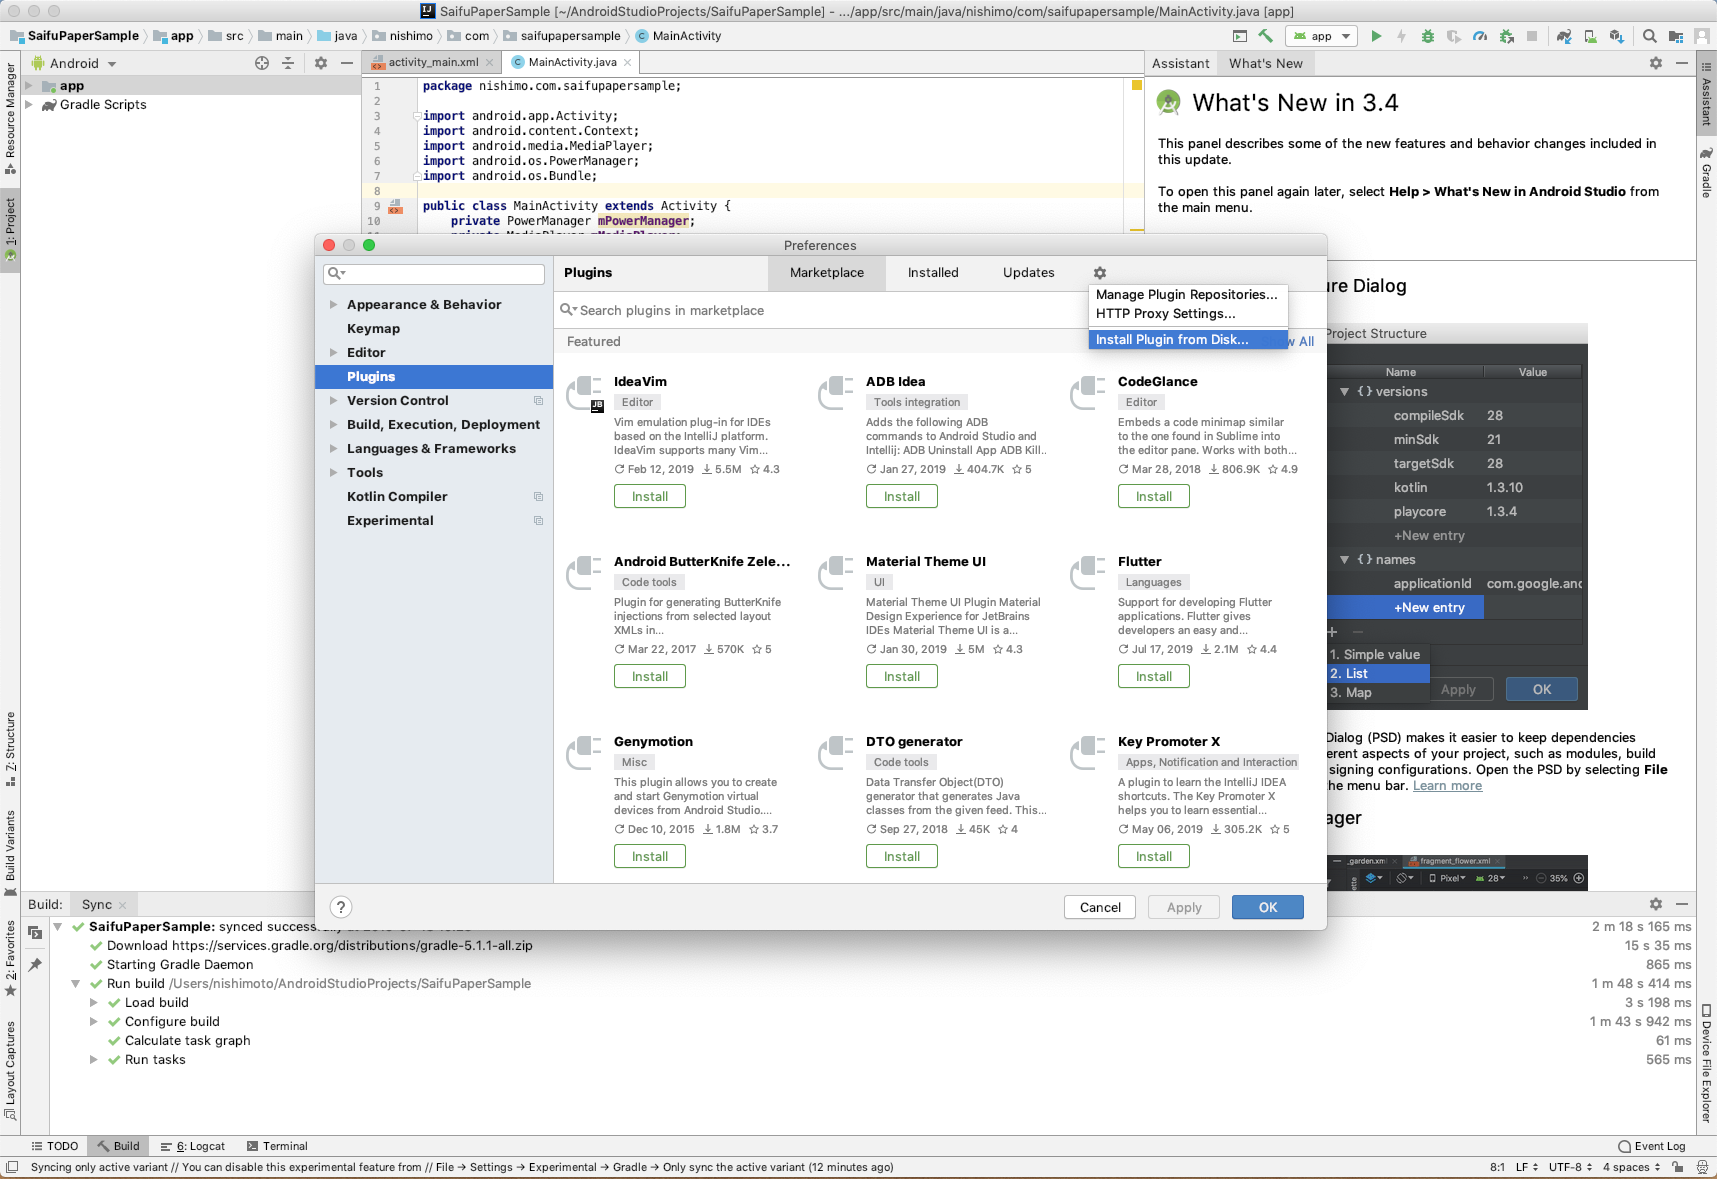 SaifuPaperSample [~/AndroidStudioProjects/SaifuPaperSample] - .../app/src/main/java/nishimo/com/saifupapersample/MainActivity.java [app]
SaifuPaperSample
app
src
main
java
nishimo
com
saifupapersample
MainActivity
app
Android
activity_main.xml
MainActivity.java
Assistant
What's New
app
Gradle Scripts
Resource Manager
1: Project
Z: Structure
Build Variants
2: Favorites
Layout Captures
1 package nishimo.com.saifupapersample;
2
3 import android.app.Activity;
4 import android.content.Context;
5 import android.media.MediaPlayer;
6 import android.os.PowerManager;
7 import android.os.Bundle;
8
9 public class MainActivity extends Activity {
10 private PowerManager mPowerManager;
What's New in 3.4
This panel describes some of the new features and behavior changes included in
this update.
To open this panel again later, select Help > What's New in Android Studio from
the main menu.
Assistant
Gradle
Device File Explorer
Preferences
Appearance & Behavior
Keymap
Editor
Plugins
Version Control
Build, Execution, Deployment
Languages & Frameworks
Tools
Kotlin Compiler
Experimental
Plugins
Marketplace
Installed
Updates
Manage Plugin Repositories...
HTTP Proxy Settings...
Install Plugin from Disk...
Search plugins in marketplace
Featured
w All
IdeaVim
Editor
Vim emulation plug-in for IDEs
based on the IntelliJ platform.
IdeaVim supports many Vim...
Feb 12, 2019 5.5M 4.3
Install
ADB Idea
Tools integration
Adds the following ADB
commands to Android Studio and
Intellij: ADB Uninstall App ADB Kill..
Jan 27, 2019 404.7K 5
Install
CodeGlance
Editor
Embeds a code minimap similar
to the one found in Sublime into
the editor pane. Works with both...
Mar 28, 2018 806.9K 4.9
Install
Android ButterKnife Zele...
Code tools
Plugin for generating ButterKnife
injections from selected layout
XMLs in...
Mar 22, 2017 570K 5
Install
Material Theme UI
UI
Material Theme UI Plugin Material
Design Experience for JetBrains
IDEs Material Theme UI is a...
Jan 30, 2019 5M 4.3
Install
Flutter
Languages
Support for developing Flutter
applications. Flutter gives
developers an easy and...
Jul 17, 2019 2.1M 4.4
Install
Genymotion
Misc
This plugin allows you to create
and start Genymotion virtual
devices from Android Studio....
Dec 10, 2015 1.8M 3.7
Install
DTO generator
Code tools
Data Transfer Object(DTO)
generator that generates Java
classes from the given feed. This...
Sep 27, 2018 45K 4
Install
Key Promoter X
Apps, Notification and Interaction
A plugin to learn the IntelliJ IDEA
shortcuts. The Key Promoter X
helps you to learn essential...
May 06, 2019 305.2K 5
Install
?
Cancel
Apply
OK
ure Dialog
Project Structure
Name Value
{} versions
compileSdk 28
minSdk 21
targetSdk 28
kotlin 1.3.10
playcore 1.3.4
+New entry
{} names
applicationId com.google.and
+New entry
1. Simple value
2. List
3. Map
Apply
OK
Dialog (PSD) makes it easier to keep dependencies
erent aspects of your project, such as modules, build
signing configurations. Open the PSD by selecting File
he menu bar. Learn more
ager
_garden.xml
fragment_flower.xml
Pixel
28
35%
Build: Sync
SaifuPaperSample: synced successfully at 2 m 18 s 165 ms
Download https://services.gradle.org/distributions/gradle-5.1.1-all.zip 15 s 35 ms
Starting Gradle Daemon 865 ms
Run build /Users/nishimoto/AndroidStudioProjects/SaifuPaperSample 1 m 48 s 414 ms
Load build 3 s 198 ms
Configure build 1 m 43 s 942 ms
Calculate task graph 61 ms
Run tasks 565 ms
TODO
Build
6: Logcat
Terminal
Event Log
Syncing only active variant // You can disable this experimental feature from // File → Settings → Experimental → Gradle → Only sync the active variant (12 minutes ago)
8:1 LF UTF-8 4 spaces